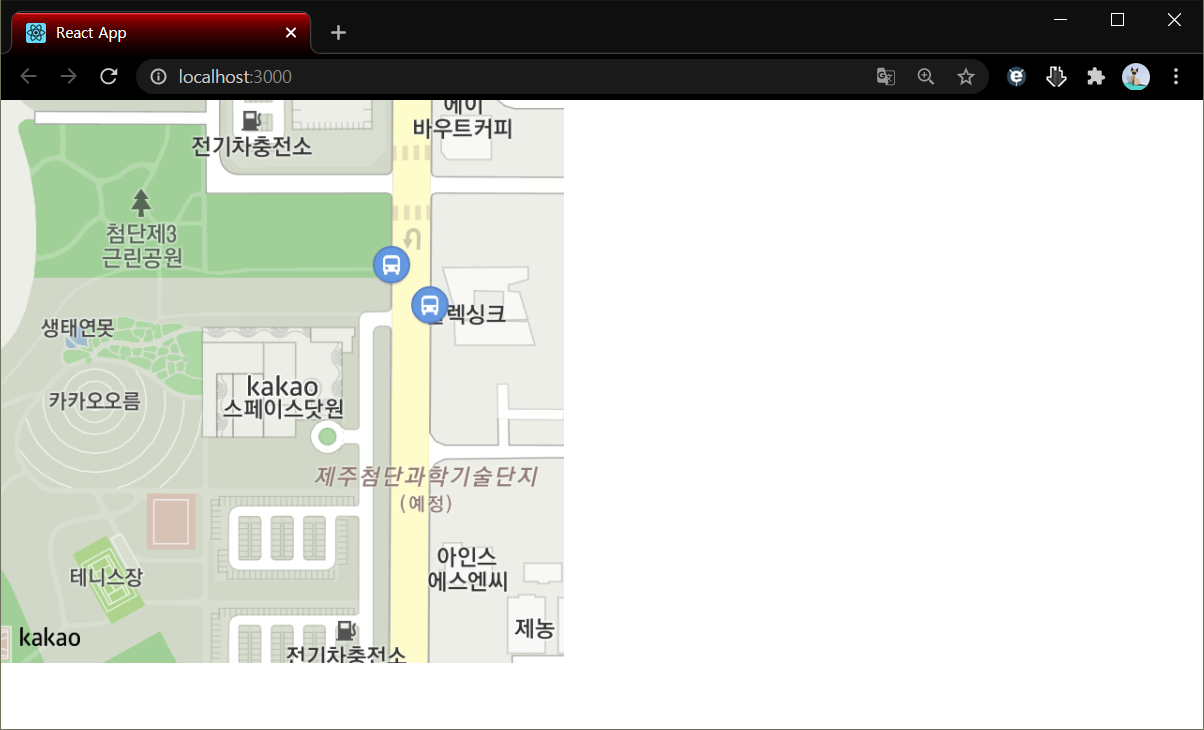 React App
localhost:3000
에이
바우트커피
전기차충전소
첨단제3
근린공원
렉싱크
생태연못
kakao
스페이스닷원
카카오오름
제주첨단과학기술단지
(예정)
아인스
에스엔씨
테니스장
제농
kakao
전기차충전소